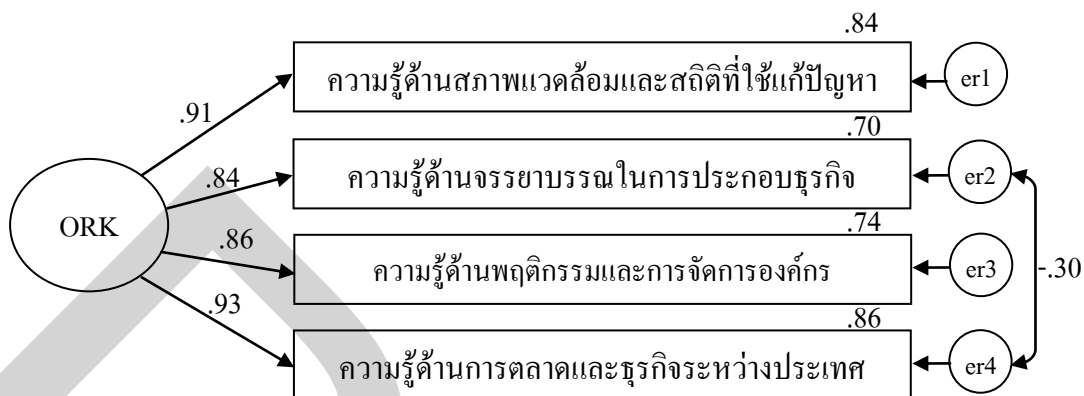 .84
ความรู้ด้านสภาพแวดล้อมและสถิติที่ใช้แก้ปัญหา
er1
.91
.70
.84
ความรู้ด้านจรรยาบรรณในการประกอบธุรกิจ
er2
ORK
.86
.74
ความรู้ด้านพฤติกรรมและการจัดการองค์กร
er3
-.30
.93
.86
ความรู้ด้านการตลาดและธุรกิจระหว่างประเทศ
er4